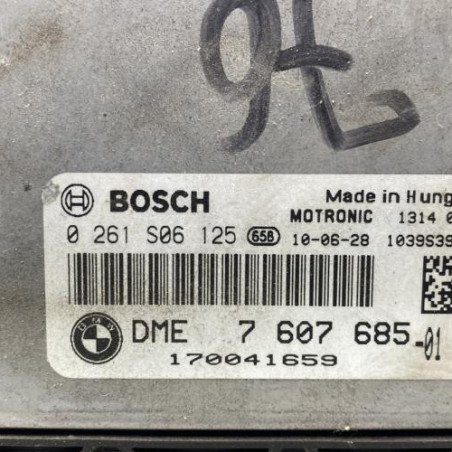 BOSCH Made in Hung
MOTRONIC 1314 0
0 261 S06 125 658 10-06-28 1039S39
DME 7 607 685-01
170041659